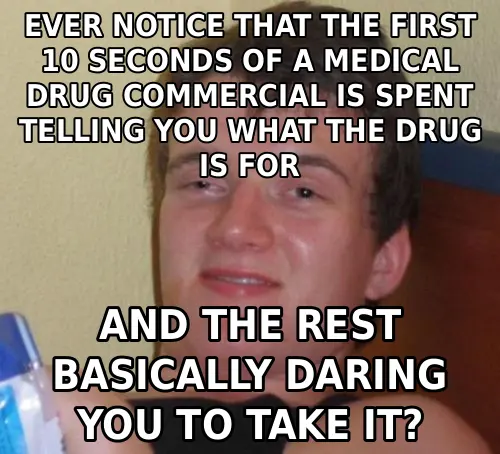 EVER NOTICE THAT THE FIRST
10 SECONDS OF A MEDICAL
DRUG COMMERCIAL IS SPENT
TELLING YOU WHAT THE DRUG
IS FOR
AND THE REST
BASICALLY DARING
YOU TO TAKE IT?